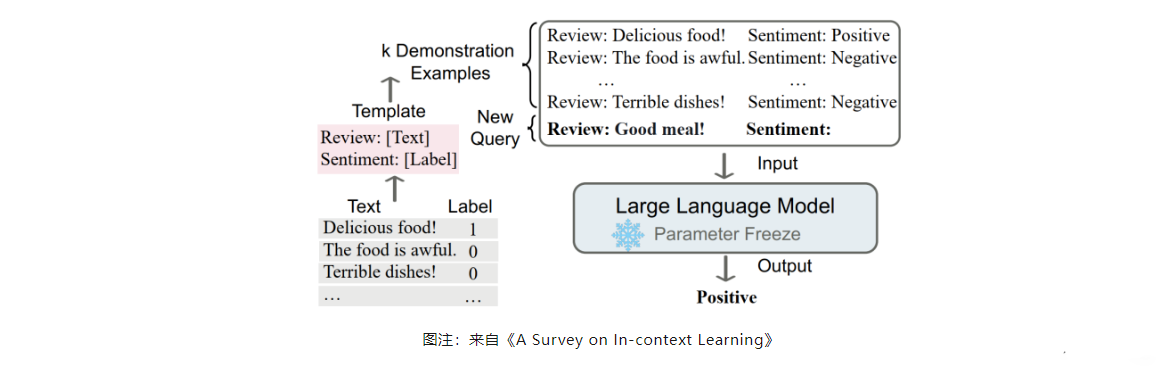 k Demonstration
Examples
Review: Delicious food! Sentiment: Positive
Review: The food is awful. Sentiment: Negative
... ...
Review: Terrible dishes! Sentiment: Negative
New
Query
Review: Good meal! Sentiment:
Template
Review: [Text]
Sentiment: [Label]
Text Label
Delicious food! 1
The food is awful. 0
Terrible dishes! 0
... ...
Input
Large Language Model
Parameter Freeze
Output
Positive
图注：来自《A Survey on In-context Learning》